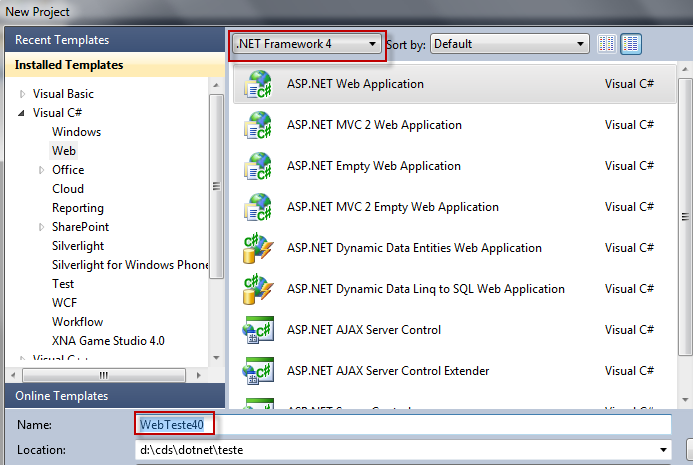 New Project
Recent Templates
Installed Templates
Visual Basic
Visual C#
Windows
Web
Office
Cloud
Reporting
SharePoint
Silverlight
Silverlight for Windows Phone
Test
WCF
Workflow
XNA Game Studio 4.0
Visual C++
Online Templates
.NET Framework 4 Sort by: Default
ASP.NET Web Application Visual C#
ASP.NET MVC 2 Web Application Visual C#
ASP.NET Empty Web Application Visual C#
ASP.NET MVC 2 Empty Web Application Visual C#
ASP.NET Dynamic Data Entities Web Application Visual C#
ASP.NET Dynamic Data Linq to SQL Web Application Visual C#
ASP.NET AJAX Server Control Visual C#
ASP.NET AJAX Server Control Extender Visual C#
ASP.NET Server Control Visual C#
Name: WebTeste40
Location: d:\cds\dotnet\teste